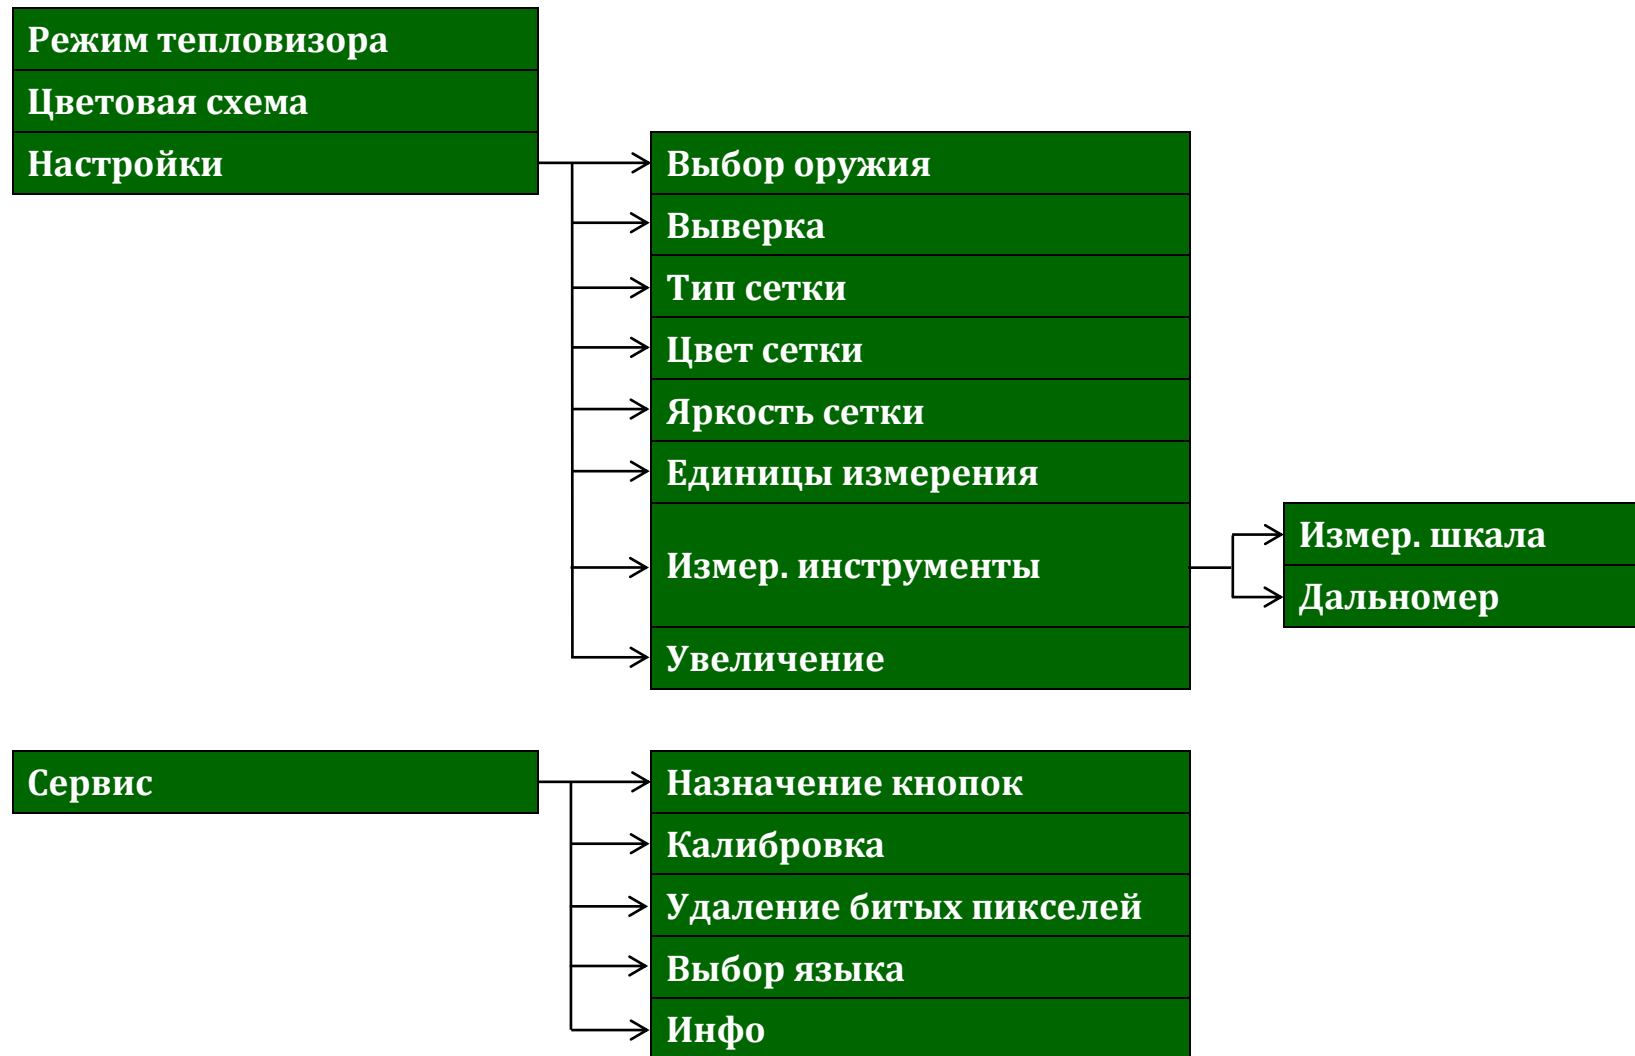 Режим тепловизора
Цветовая схема
Настройки
Выбор оружия
Выверка
Тип сетки
Цвет сетки
Яркость сетки
Единицы измерения
Измер. инструменты
Измер. шкала
Дальномер
Увеличение
Сервис
Назначение кнопок
Калибровка
Удаление битых пикселей
Выбор языка
Инфо